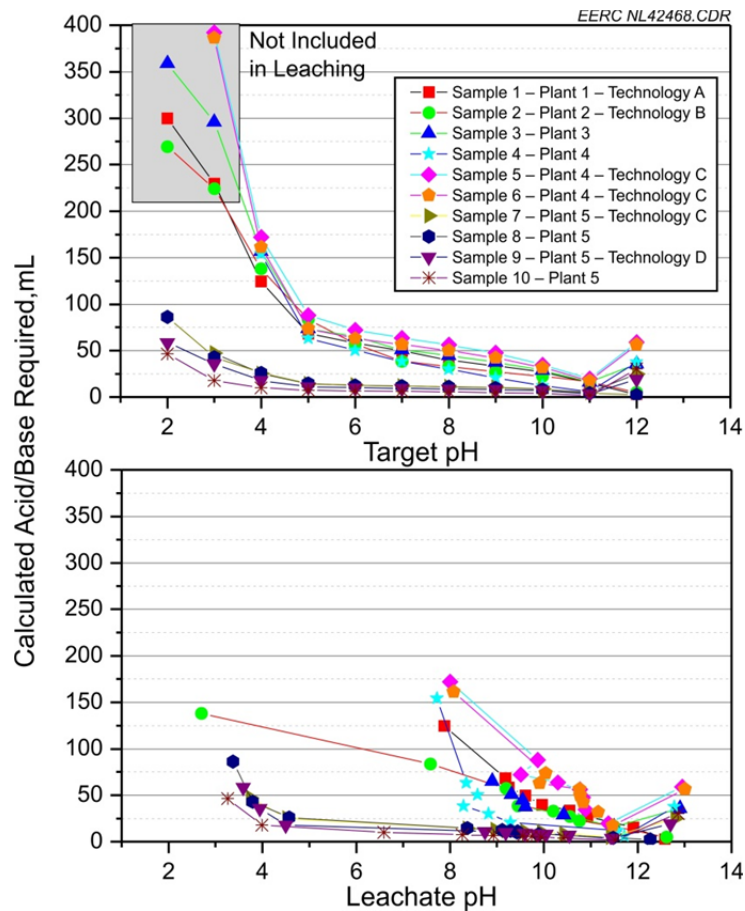 EERC NL42468.CDR
400
350
300
250
200
150
100
50
0
Not Included
in Leaching
Sample 1 – Plant 1 – Technology A
Sample 2 – Plant 2 – Technology B
Sample 3 – Plant 3
Sample 4 – Plant 4
Sample 5 – Plant 4 – Technology C
Sample 6 – Plant 4 – Technology C
Sample 7 – Plant 5 – Technology C
Sample 8 – Plant 5
Sample 9 – Plant 5 – Technology D
Sample 10 – Plant 5
2 4 6 8 10 12 14
Target pH
Calculated Acid/Base Required,mL
400
350
300
250
200
150
100
50
0
2 4 6 8 10 12 14
Leachate pH